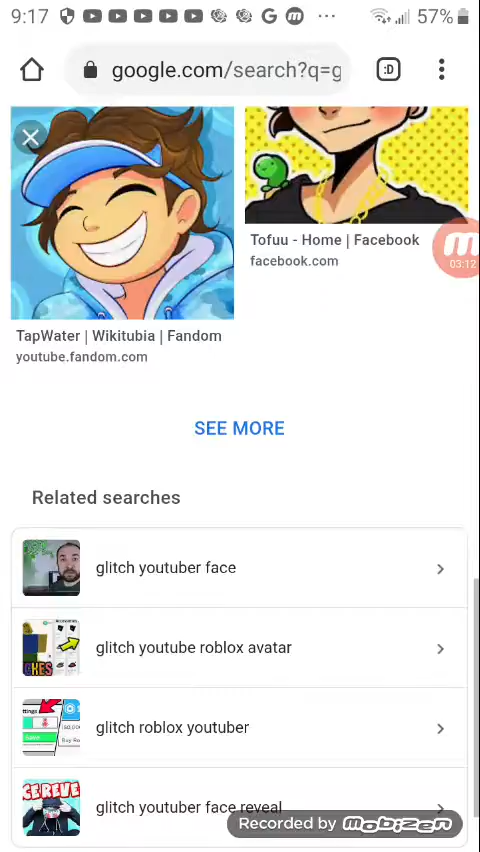 9:17
57%
google.com/search?q=g
:D
Tofuu - Home | Facebook
facebook.com
03:12
TapWater | Wikitubia | Fandom
youtube.fandom.com
SEE MORE
Related searches
glitch youtuber face
glitch youtube roblox avatar
glitch roblox youtuber
glitch youtuber face reveal
Recorded by mobizen